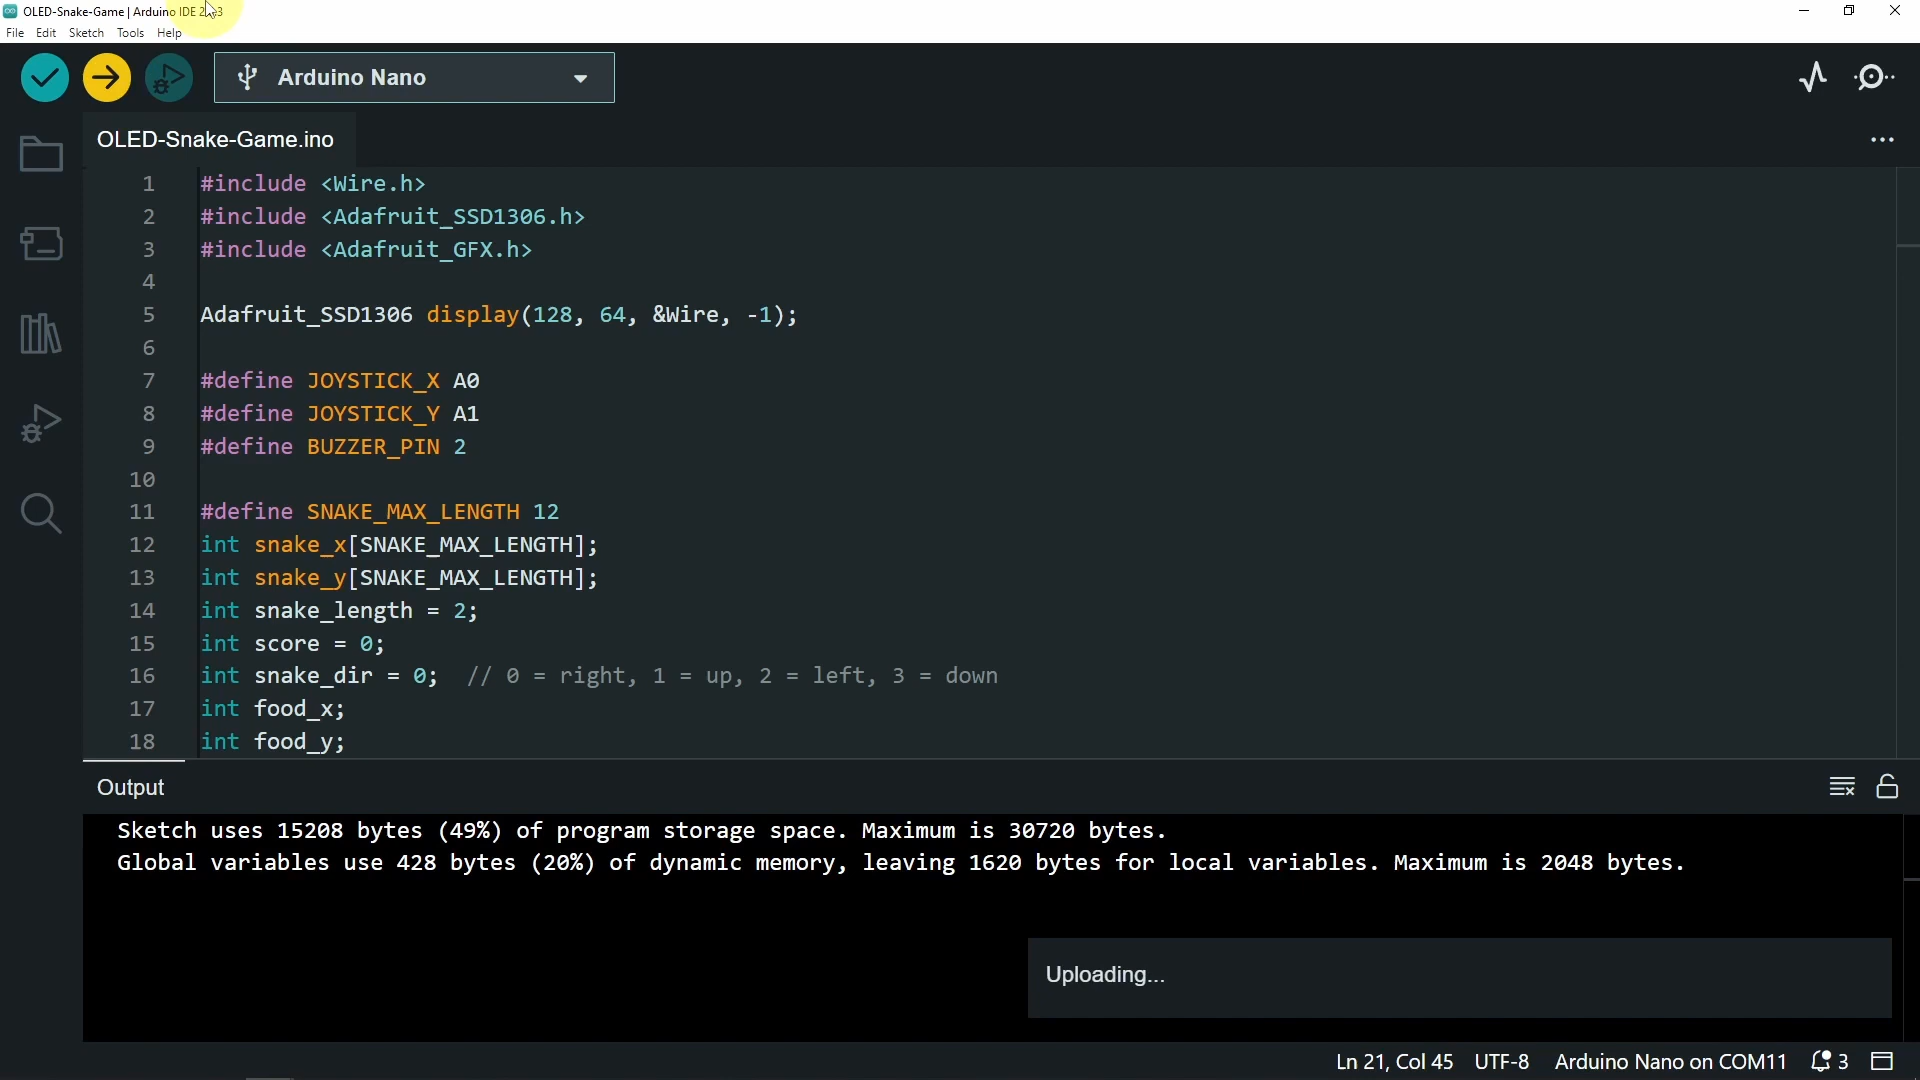 OLED-Snake-Game | Arduino IDE
File Edit Sketch Tools Help
Arduino Nano
OLED-Snake-Game.ino
1 #include <Wire.h>
2 #include <Adafruit_SSD1306.h>
3 #include <Adafruit_GFX.h>
4
5 Adafruit_SSD1306 display(128, 64, &Wire, -1);
6
7 #define JOYSTICK_X A0
8 #define JOYSTICK_Y A1
9 #define BUZZER_PIN 2
10
11 #define SNAKE_MAX_LENGTH 12
12 int snake_x[SNAKE_MAX_LENGTH];
13 int snake_y[SNAKE_MAX_LENGTH];
14 int snake_length = 2;
15 int score = 0;
16 int snake_dir = 0; // 0 = right, 1 = up, 2 = left, 3 = down
17 int food_x;
18 int food_y;
Output
Sketch uses 15208 bytes (49%) of program storage space. Maximum is 30720 bytes.
Global variables use 428 bytes (20%) of dynamic memory, leaving 1620 bytes for local variables. Maximum is 2048 bytes.
Uploading...
Ln 21, Col 45 UTF-8 Arduino Nano on COM11 3